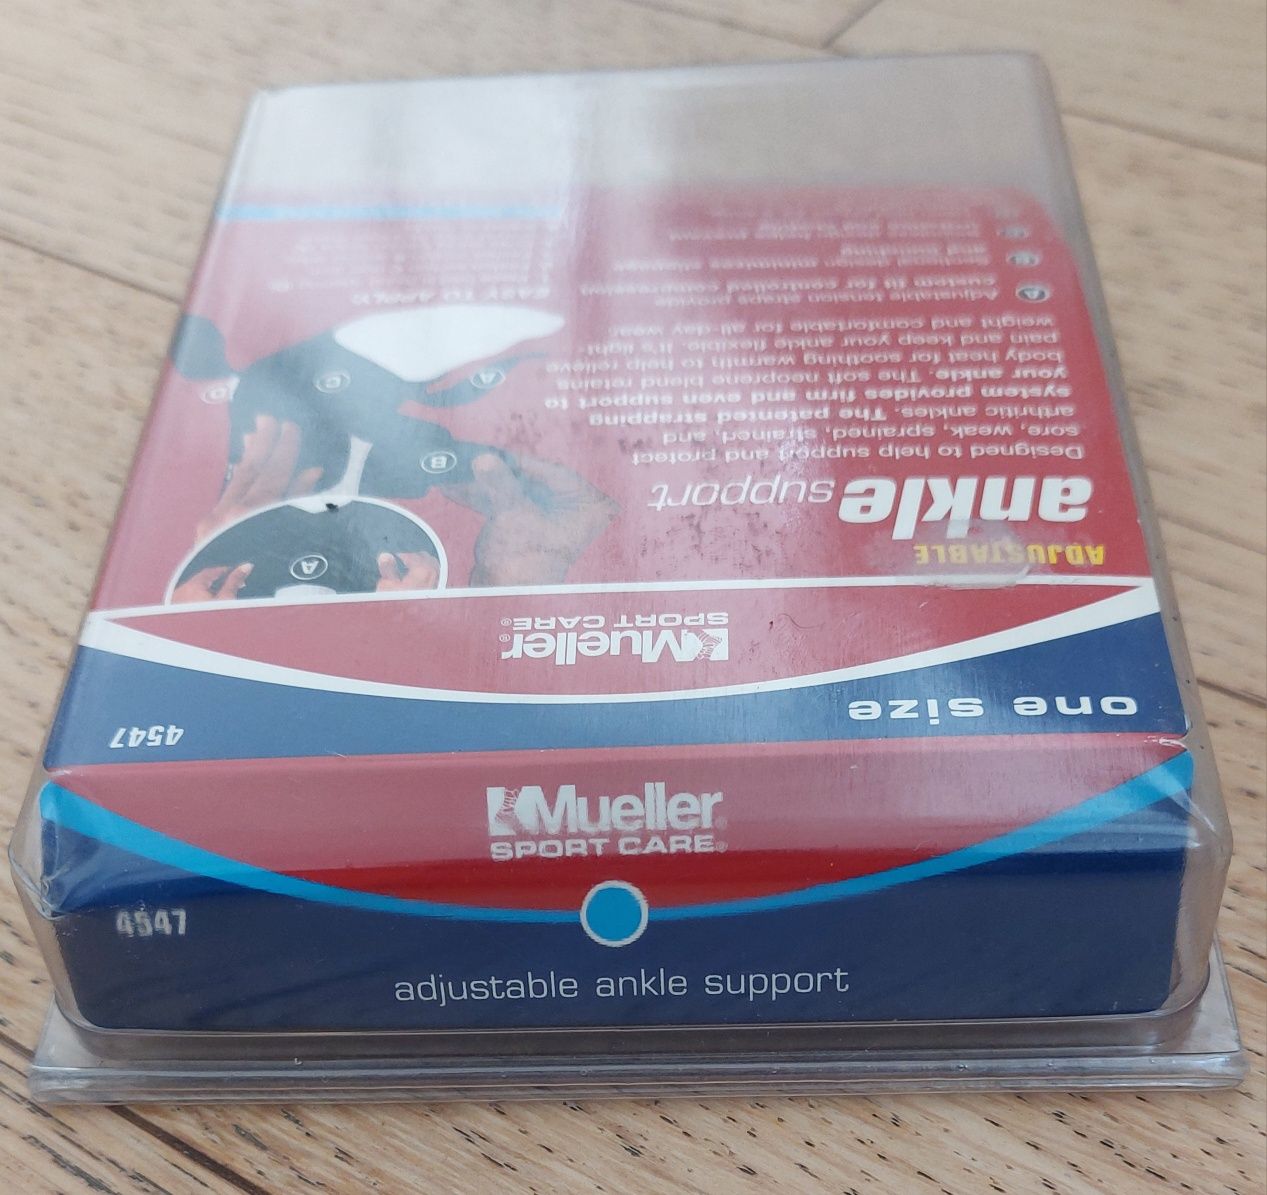 Mueller®
SPORT CARE®
4547
adjustable ankle support
one size
4547
Mueller®
SPORT CARE®
ADJUSTABLE
ankle support
Designed to help support and protect
sore, weak, sprained, strained, and
arthritic ankles. The patented strapping
system provides firm and even support to
your ankle. The soft neoprene blend retains
body heat for soothing warmth to help relieve
pain and keep your ankle flexible. It's light-
weight and comfortable for all-day wear.
A Adjustable tension straps provide
custom fit for controlled compression
minimizes slippage
and bunching
EASY TO APPLY
A
B
C
D
A